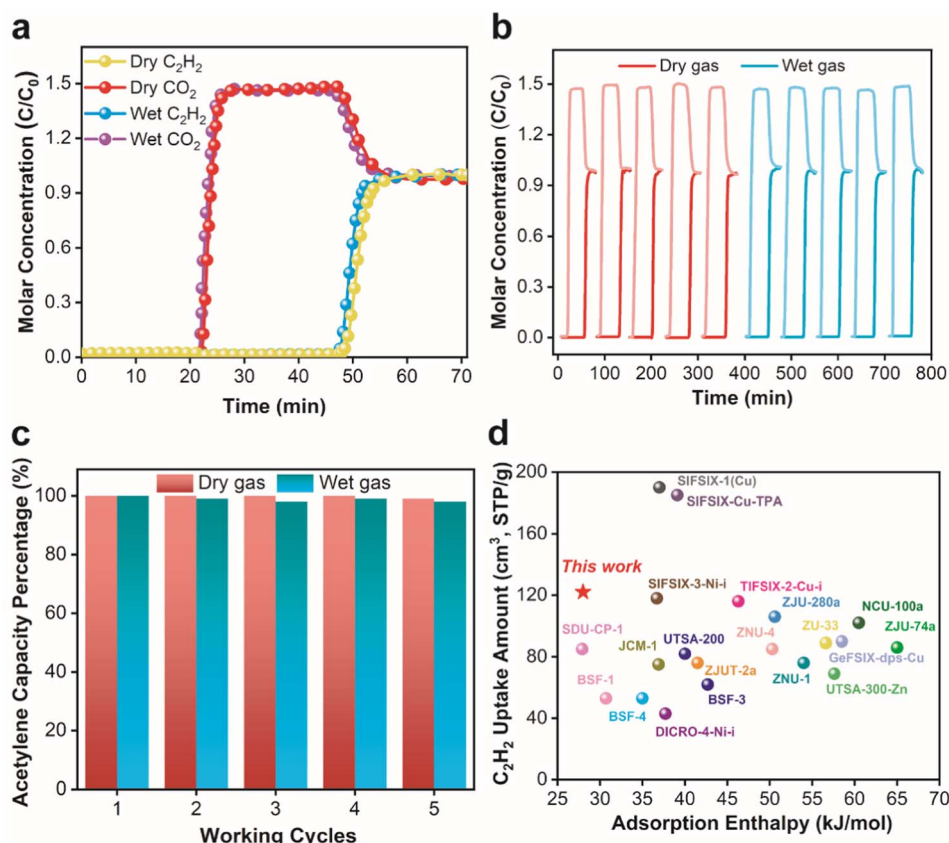 a
Dry C₂H₂
Dry CO₂
Wet C₂H₂
Wet CO₂
Molar Concentration (C/C₀)
1.5
1.2
0.9
0.6
0.3
0.0
0 10 20 30 40 50 60 70
Time (min)
b
Dry gas Wet gas
Molar Concentration (C/C₀)
1.5
1.2
0.9
0.6
0.3
0.0
0 100 200 300 400 500 600 700 800
Time (min)
c
Dry gas Wet gas
Acetylene Capacity Percentage (%)
100
80
60
40
20
0
1 2 3 4 5
Working Cycles
d
C₂H₂ Uptake Amount (cm³, STP/g)
200
160
120
80
40
0
SIFSIX-1(Cu)
SIFSIX-Cu-TPA
This work
SIFSIX-3-Ni-i
TIFSIX-2-Cu-i
ZJU-280a
NCU-100a
SDU-CP-1
JCM-1
UTSA-200
ZNU-4
ZU-33
ZJU-74a
GeFSIX-dps-Cu
BSF-1
ZJUT-2a
ZNU-1
UTSA-300-Zn
BSF-4
BSF-3
DICRO-4-Ni-i
25 30 35 40 45 50 55 60 65 70
Adsorption Enthalpy (kJ/mol)